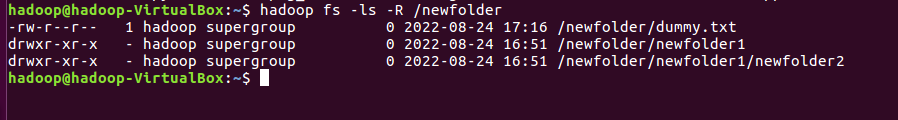 hadoop@hadoop-VirtualBox:~$ hadoop fs -ls -R /newfolder
-rw-r--r--   1 hadoop supergroup          0 2022-08-24 17:16 /newfolder/dummy.txt
drwxr-xr-x   - hadoop supergroup          0 2022-08-24 16:51 /newfolder/newfolder1
drwxr-xr-x   - hadoop supergroup          0 2022-08-24 16:51 /newfolder/newfolder1/newfolder2
hadoop@hadoop-VirtualBox:~$